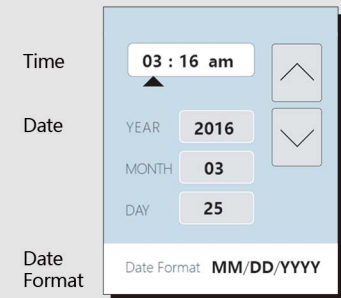 Time
03 : 16 am
Date
YEAR 2016
MONTH 03
DAY 25
Date
Format
Date Format MM/DD/YYYY